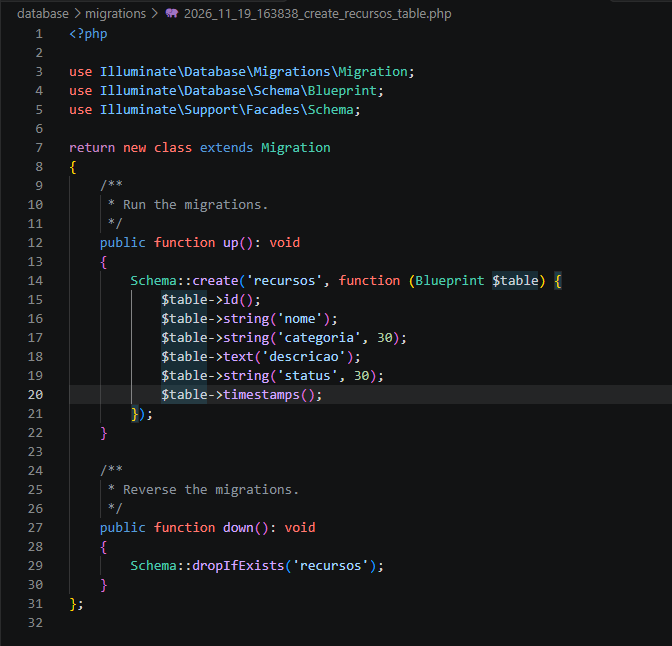 database > migrations > 2026_11_19_163838_create_recursos_table.php
1 <?php
2
3 use Illuminate\Database\Migrations\Migration;
4 use Illuminate\Database\Schema\Blueprint;
5 use Illuminate\Support\Facades\Schema;
6
7 return new class extends Migration
8 {
9     /**
10      * Run the migrations.
11      */
12     public function up(): void
13     {
14         Schema::create('recursos', function (Blueprint $table) {
15             $table->id();
16             $table->string('nome');
17             $table->string('categoria', 30);
18             $table->text('descricao');
19             $table->string('status', 30);
20             $table->timestamps();
21         });
22     }
23
24     /**
25      * Reverse the migrations.
26      */
27     public function down(): void
28     {
29         Schema::dropIfExists('recursos');
30     }
31 };
32